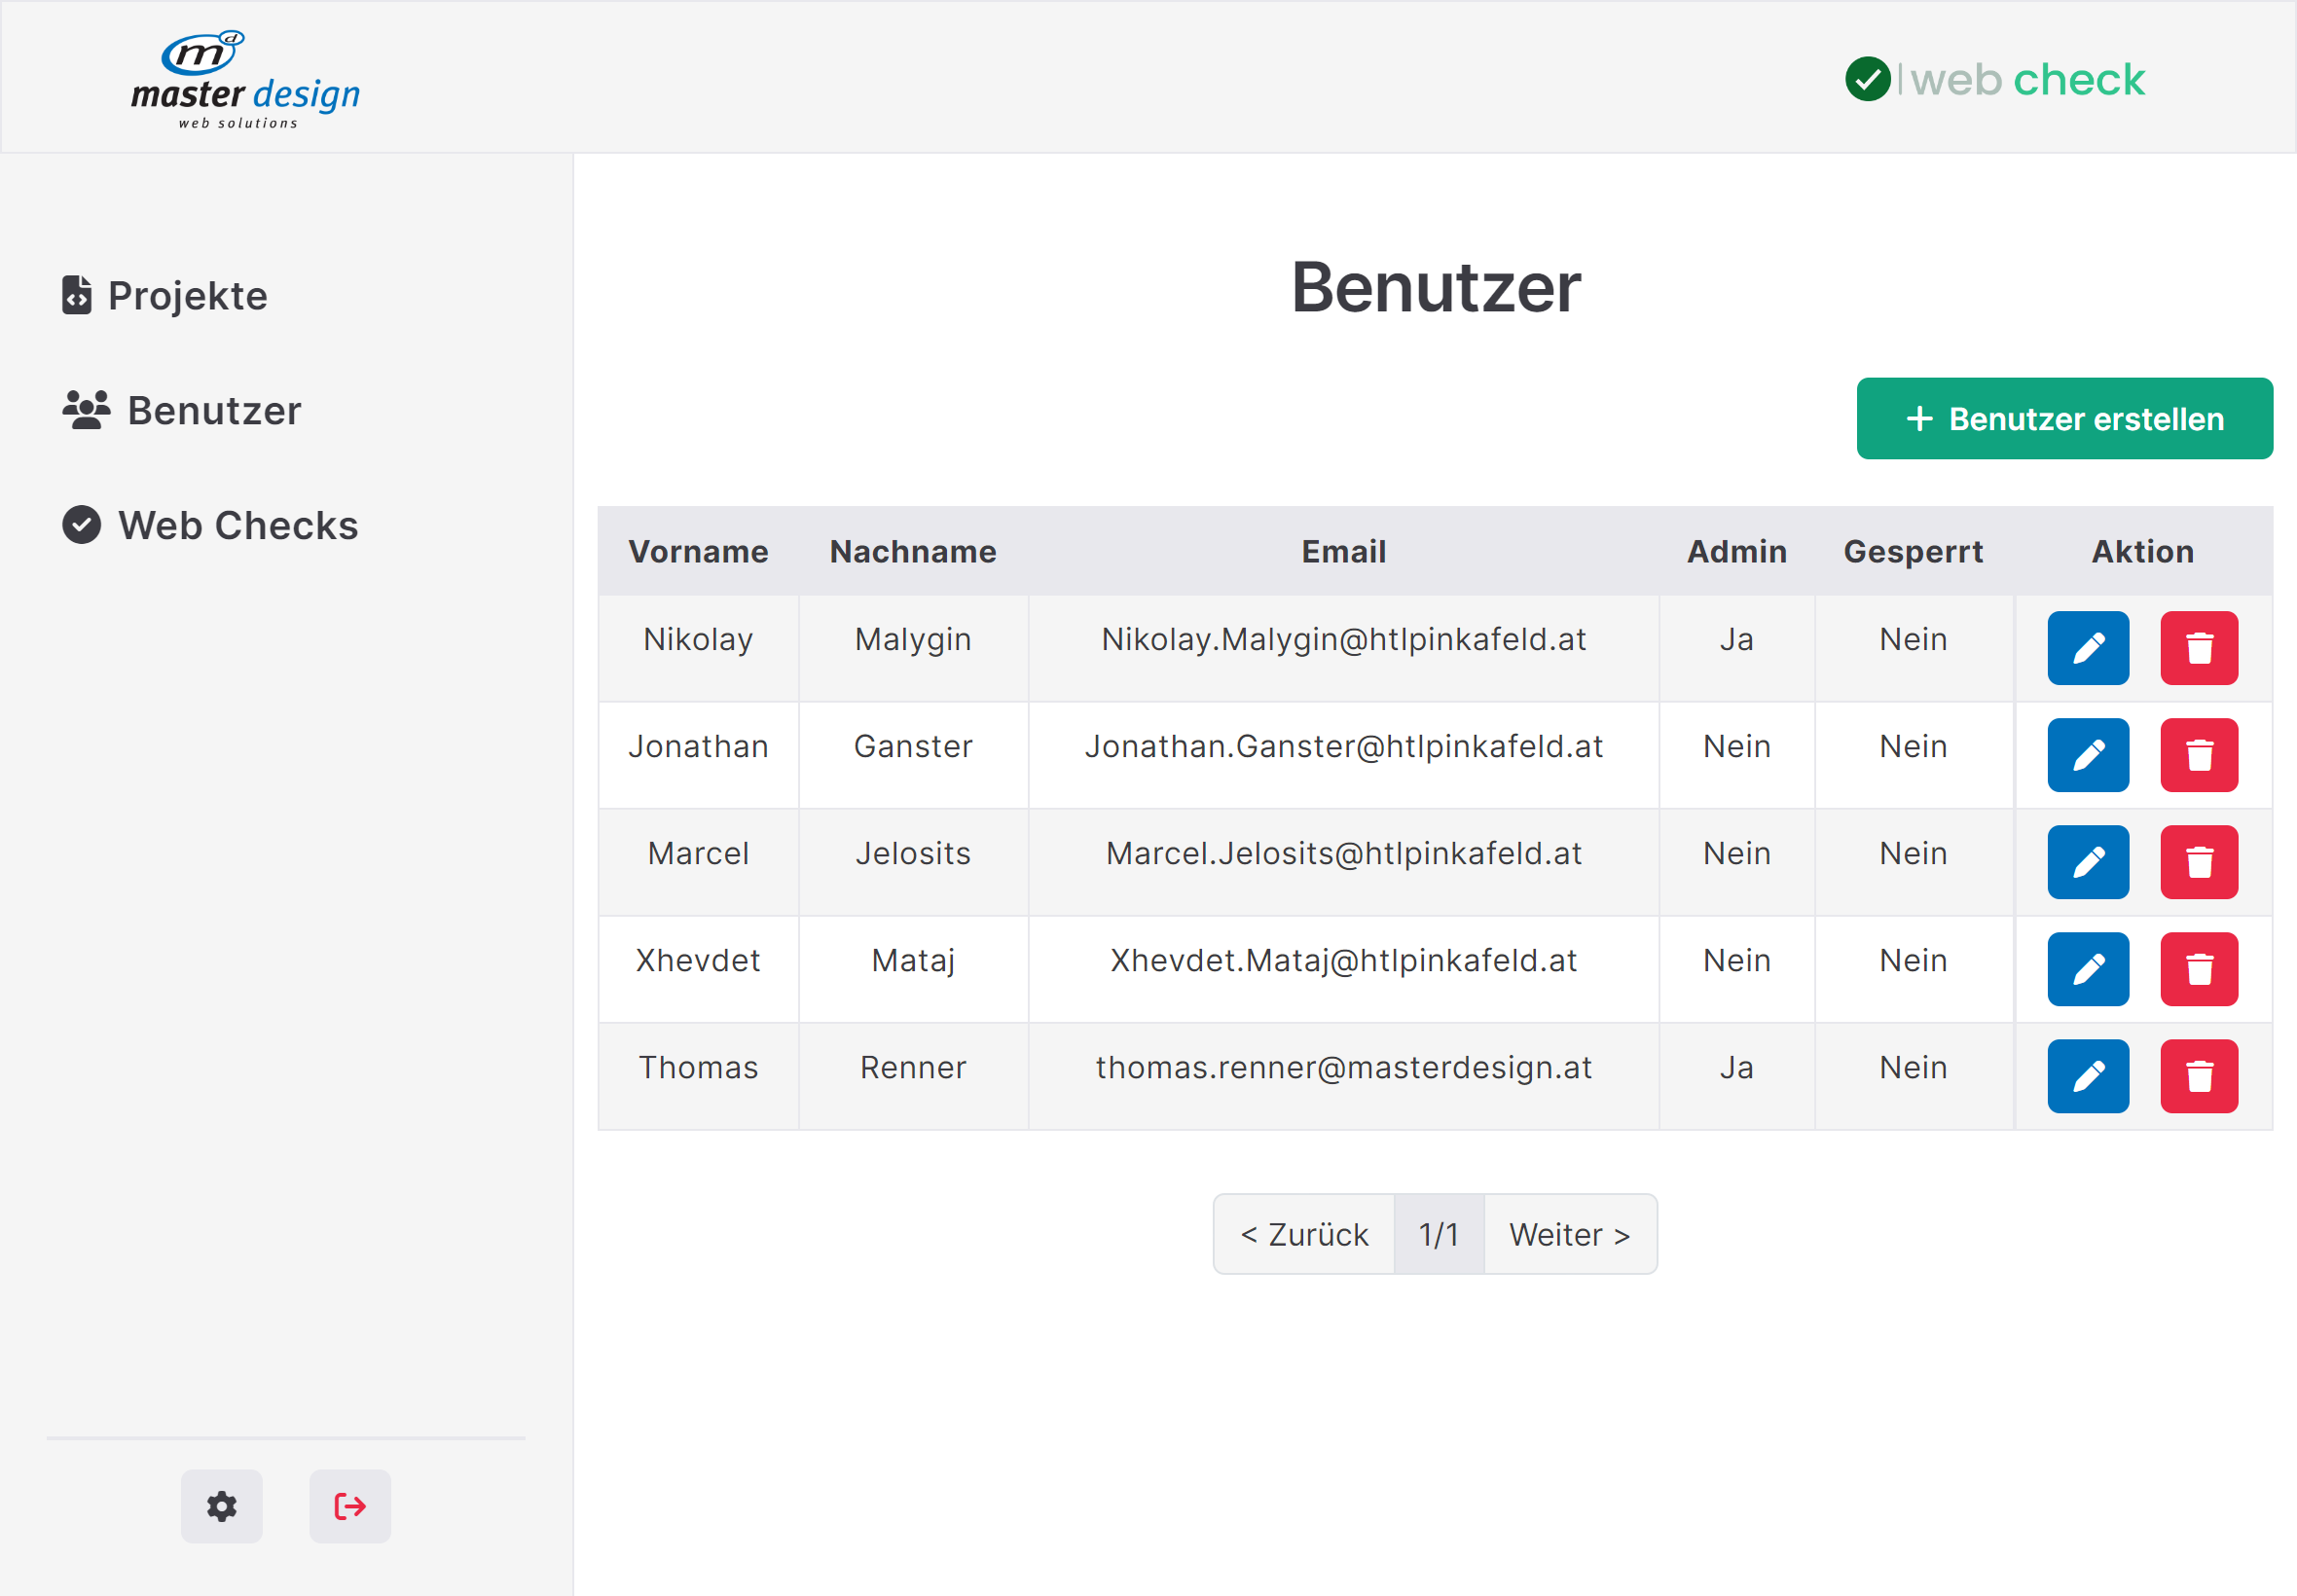 md
master design
web solutions
web check
Projekte
Benutzer
Web Checks
Benutzer
+ Benutzer erstellen
Vorname Nachname Email Admin Gesperrt Aktion
Nikolay Malygin Nikolay.Malygin@htlpinkafeld.at Ja Nein
Jonathan Ganster Jonathan.Ganster@htlpinkafeld.at Nein Nein
Marcel Jelosits Marcel.Jelosits@htlpinkafeld.at Nein Nein
Xhevdet Mataj Xhevdet.Mataj@htlpinkafeld.at Nein Nein
Thomas Renner thomas.renner@masterdesign.at Ja Nein
< Zurück 1/1 Weiter >